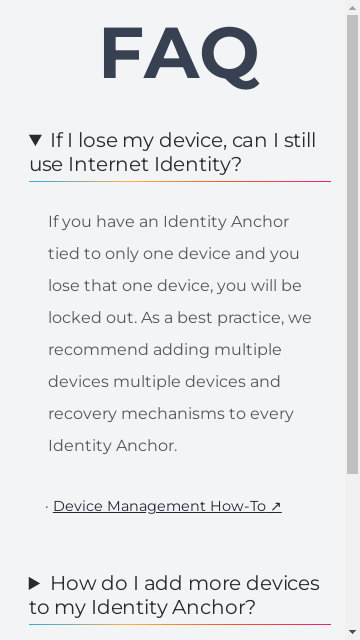 FAQ
▼ If I lose my device, can I still
use Internet Identity?
If you have an Identity Anchor
tied to only one device and you
lose that one device, you will be
locked out. As a best practice, we
recommend adding multiple
devices multiple devices and
recovery mechanisms to every
Identity Anchor.
· Device Management How-To ↗
▶ How do I add more devices
to my Identity Anchor?